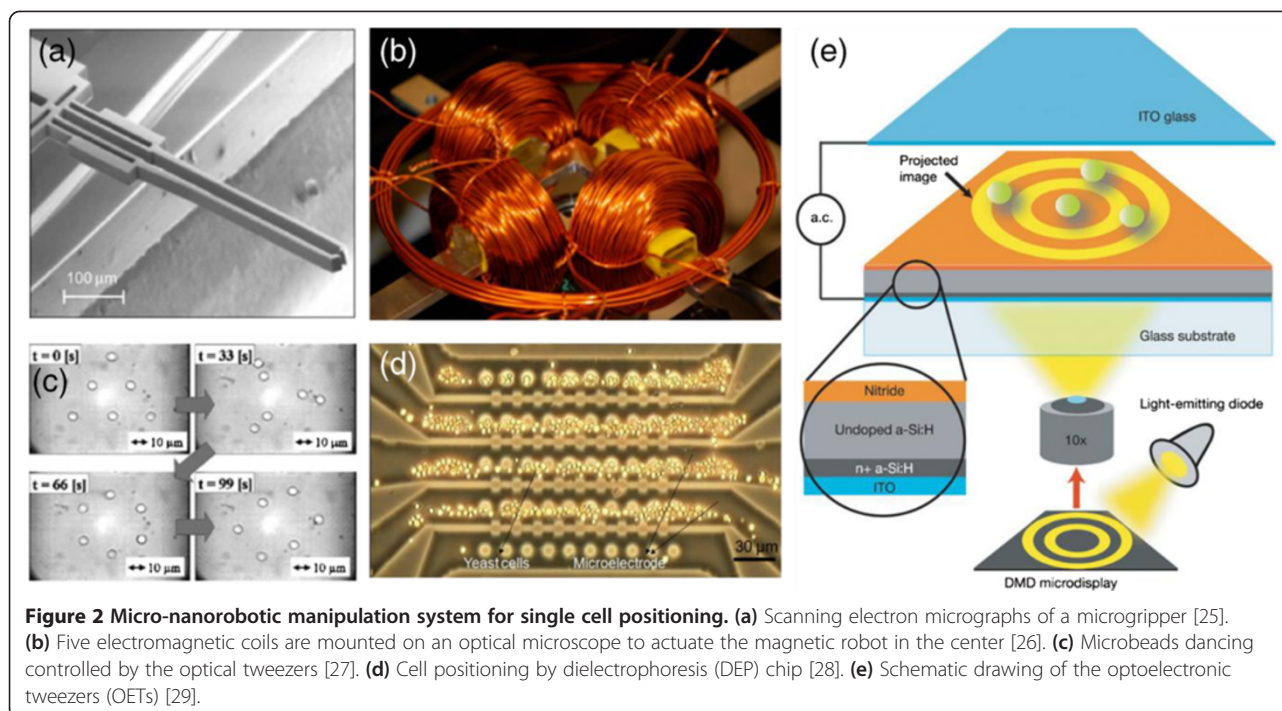 (a)
100 μm
(b)
(c)
t = 0 [s]
t = 33 [s]
10 μm
10 μm
t = 66 [s]
t = 99 [s]
10 μm
10 μm
(d)
Yeast cells
Microelectrode
30 μm
(e)
ITO glass
Projected
image
a.c.
Glass substrate
Nitride
Undoped a-Si:H
n+ a-Si:H
ITO
10x
Light-emitting diode
DMD microdisplay
Figure 2 Micro-nanorobotic manipulation system for single cell positioning. (a) Scanning electron micrographs of a microgripper [25].
(b) Five electromagnetic coils are mounted on an optical microscope to actuate the magnetic robot in the center [26]. (c) Microbeads dancing
controlled by the optical tweezers [27]. (d) Cell positioning by dielectrophoresis (DEP) chip [28]. (e) Schematic drawing of the optoelectronic
tweezers (OETs) [29].